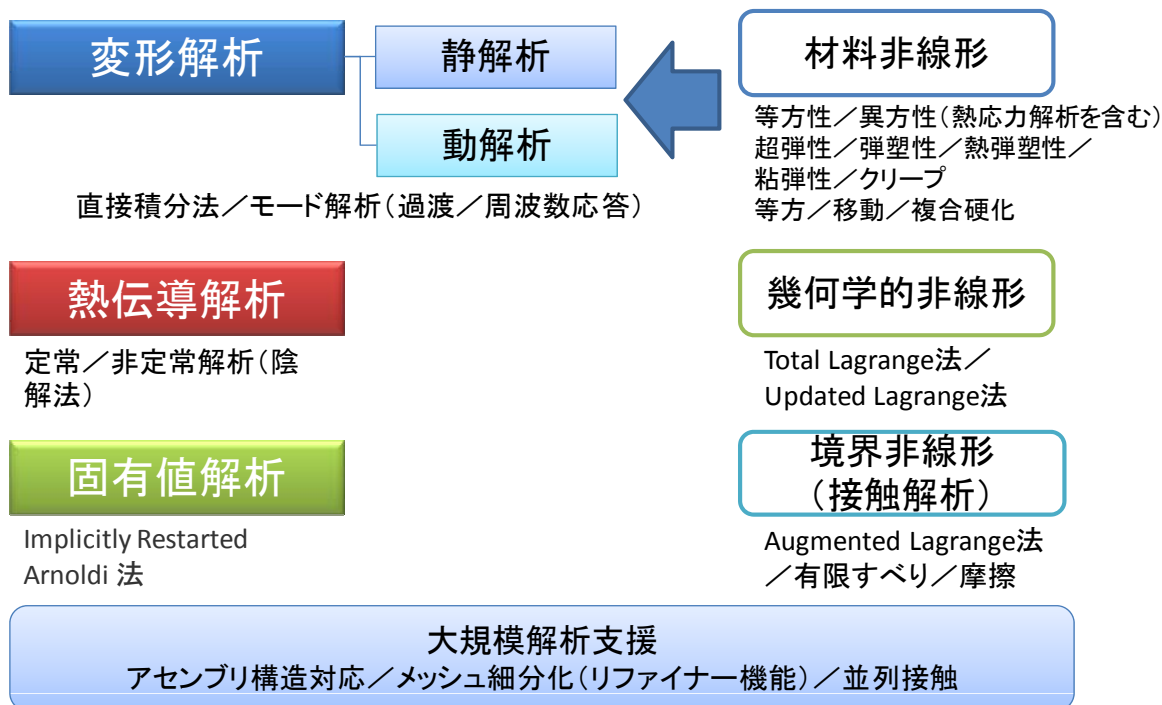 変形解析
静解析
動解析
直接積分法／モード解析（過渡／周波数応答）
材料非線形
等方性／異方性（熱応力解析を含む）
超弾性／弾塑性／熱弾塑性／
粘弾性／クリープ
等方／移動／複合硬化
熱伝導解析
定常／非定常解析（陰
解法）
幾何学的非線形
Total Lagrange法／
Updated Lagrange法
固有値解析
Implicitly Restarted
Arnoldi 法
境界非線形
（接触解析）
Augmented Lagrange法
／有限すべり／摩擦
大規模解析支援
アセンブリ構造対応／メッシュ細分化（リファイナー機能）／並列接触